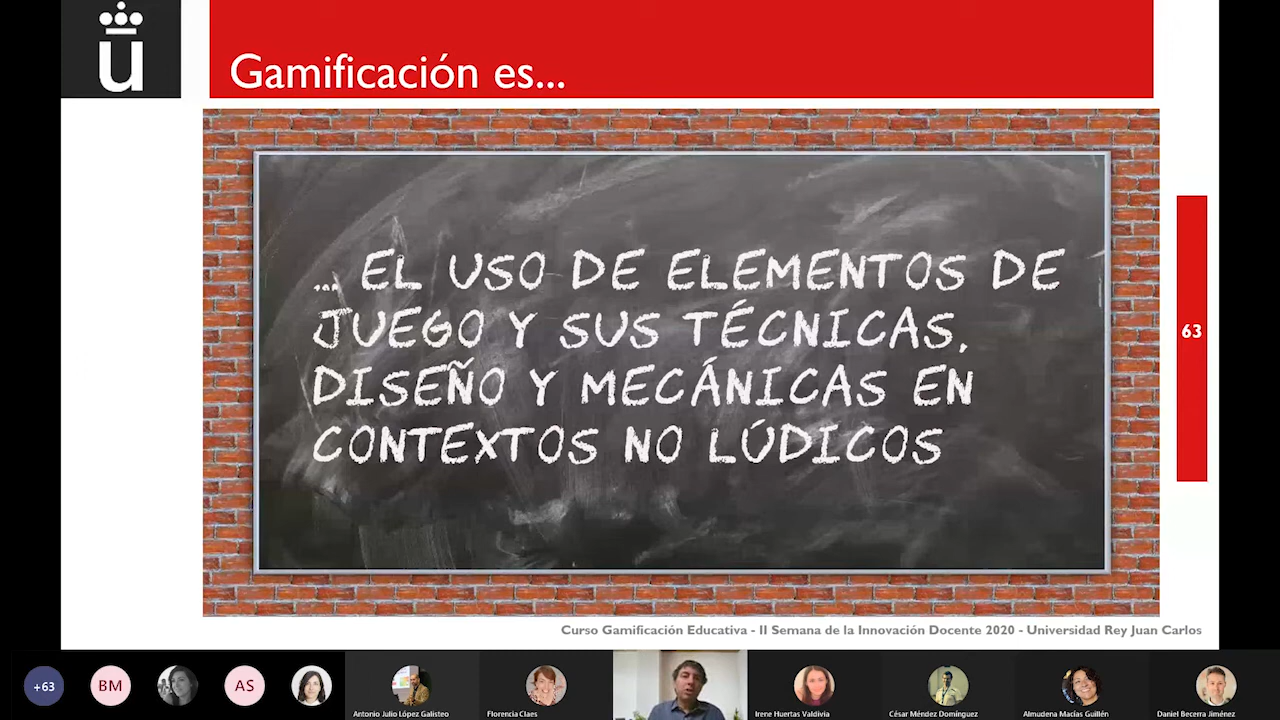 u
Gamificación es...
... EL USO DE ELEMENTOS DE
JUEGO Y SUS TÉCNICAS,
DISEÑO Y MECÁNICAS EN
CONTEXTOS NO LÚDICOS
63
Curso Gamificación Educativa - II Semana de la Innovación Docente 2020 - Universidad Rey Juan Carlos
+63
BM
AS
Antonio Julio López Galisteo
Florencia Claes
Irene Huertas Valdivia
César Méndez Domínguez
Almudena Macías Guillén
Daniel Becerra Jiménez